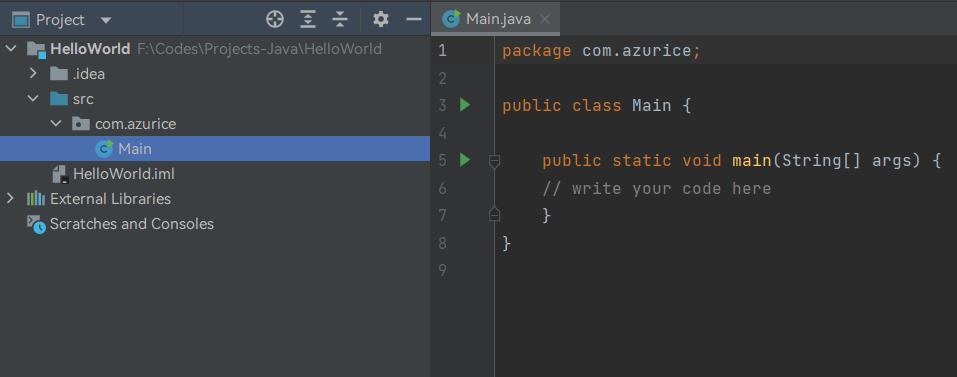 Project
HelloWorld F:\Codes\Projects-Java\HelloWorld
.idea
src
com.azurice
Main
HelloWorld.iml
External Libraries
Scratches and Consoles
Main.java
1 package com.azurice;
2
3 public class Main {
4
5 public static void main(String[] args) {
6 // write your code here
7 }
8 }
9